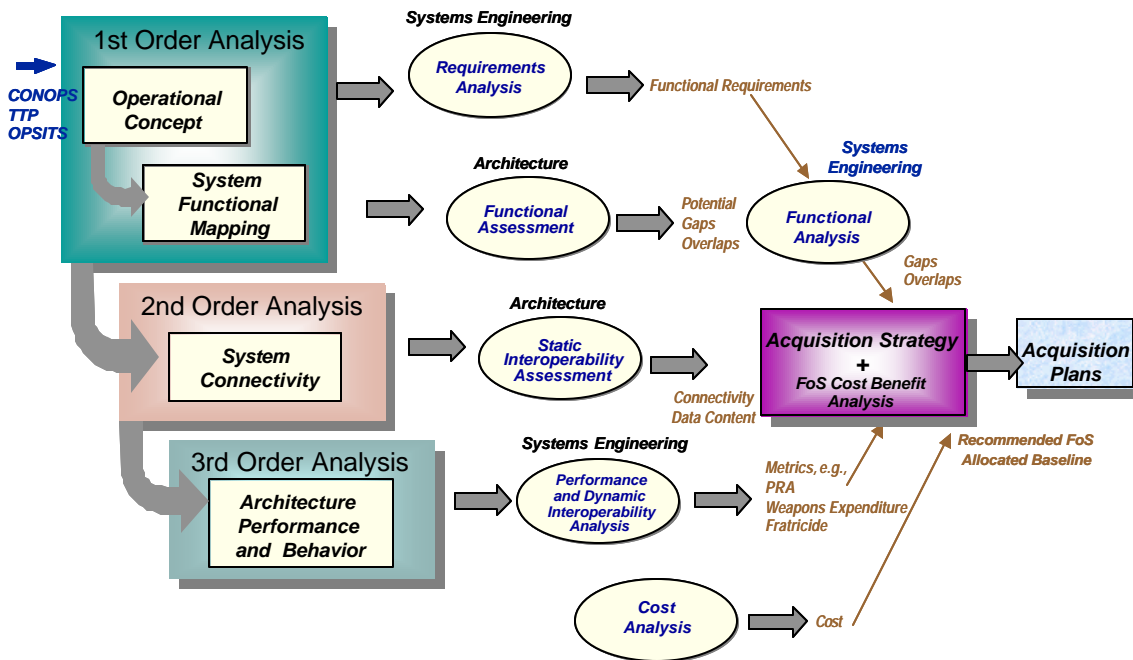 1st Order Analysis
CONOPS
TTP
OPSITS
Operational
Concept
System
Functional
Mapping
Systems Engineering
Requirements
Analysis
Functional Requirements
Architecture
Functional
Assessment
Potential
Gaps
Overlaps
Systems
Engineering
Functional
Analysis
Gaps
Overlaps
2nd Order Analysis
System
Connectivity
Architecture
Static
Interoperability
Assessment
Connectivity
Data Content
Acquisition Strategy
+
FoS Cost Benefit
Analysis
Acquisition
Plans
3rd Order Analysis
Architecture
Performance
and Behavior
Systems Engineering
Performance
and Dynamic
Interoperability
Analysis
Metrics, e.g.,
PRA
Weapons Expenditure
Fratricide
Recommended FoS
Allocated Baseline
Cost
Analysis
Cost